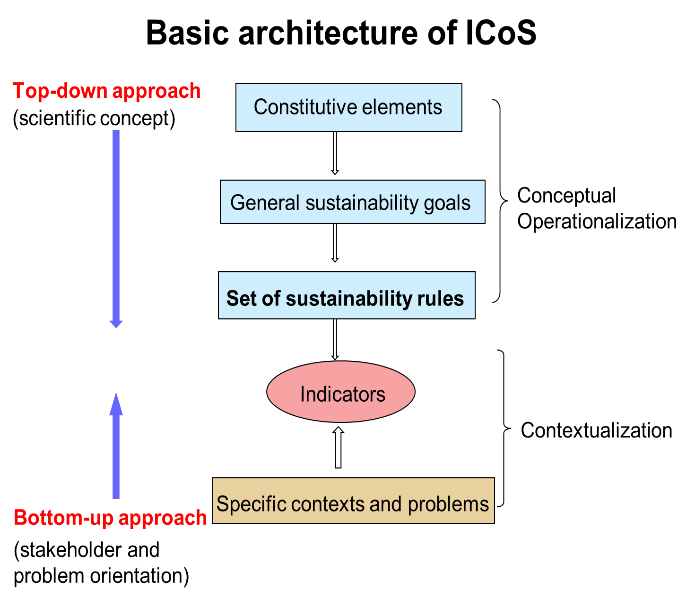 Basic architecture of ICoS
Top-down approach
(scientific concept)
Constitutive elements
General sustainability goals
Conceptual
Operationalization
Set of sustainability rules
Indicators
Contextualization
Specific contexts and problems
Bottom-up approach
(stakeholder and
problem orientation)